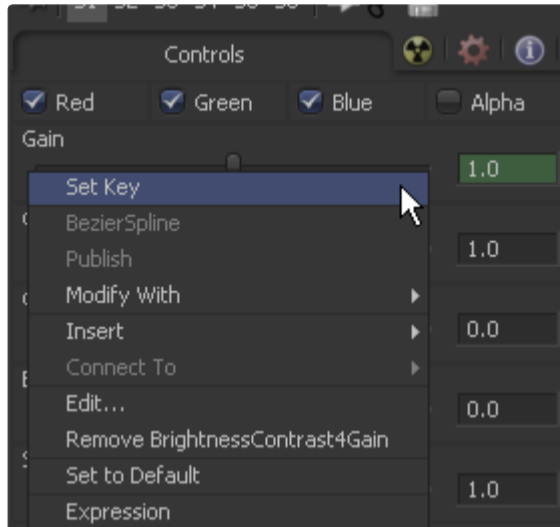 Controls
Red Green Blue Alpha
Gain
1.0
Set Key
BezierSpline
1.0
Publish
Modify With
Insert
0.0
Connect To
Edit...
0.0
Remove BrightnessContrast4Gain
Set to Default
1.0
Expression